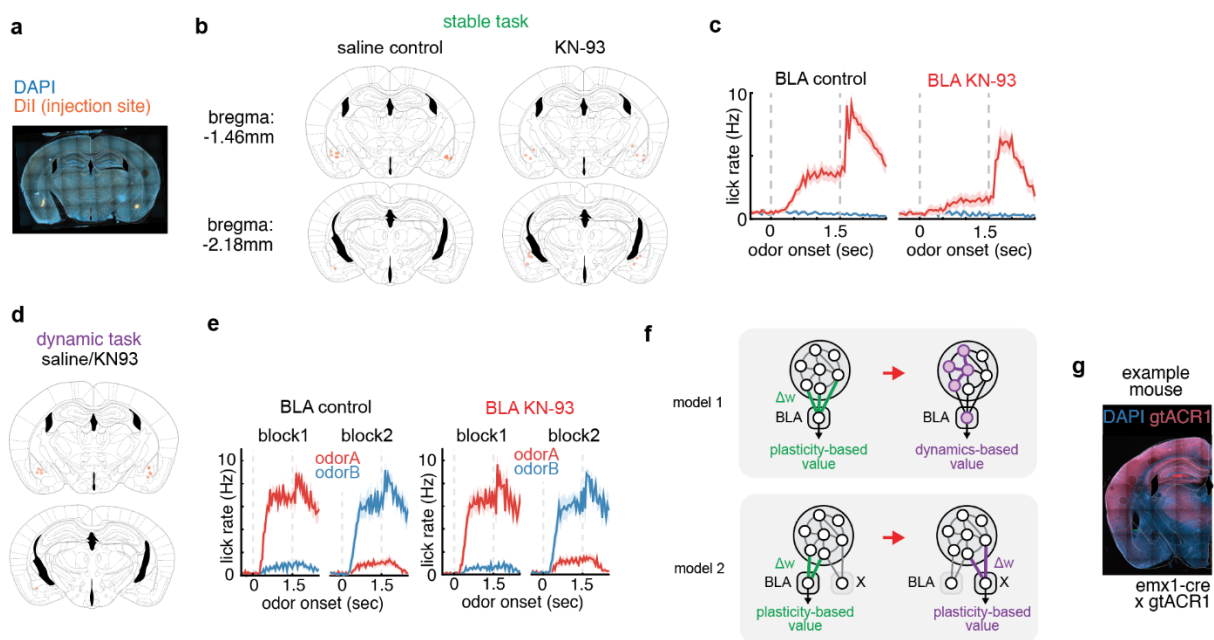 a
DAPI
DiI (injection site)
b
stable task
saline control
KN-93
bregma:
-1.46mm
bregma:
-2.18mm
c
BLA control
BLA KN-93
10
lick rate (Hz)
0
0
1.5
odor onset (sec)
0
1.5
odor onset (sec)
d
dynamic task
saline/KN93
e
BLA control
BLA KN-93
block1
block2
block1
block2
odorA
odorB
odorA
odorB
10
lick rate (Hz)
0
0
1.5
0
1.5
odor onset (sec)
10
0
0
1.5
0
1.5
odor onset (sec)
f
model 1
Δw
BLA
plasticity-based
value
BLA
dynamics-based
value
model 2
Δw
BLA
X
plasticity-based
value
Δw
BLA
X
plasticity-based
value
g
example
mouse
DAPI gtACR1
emx1-cre
x gtACR1